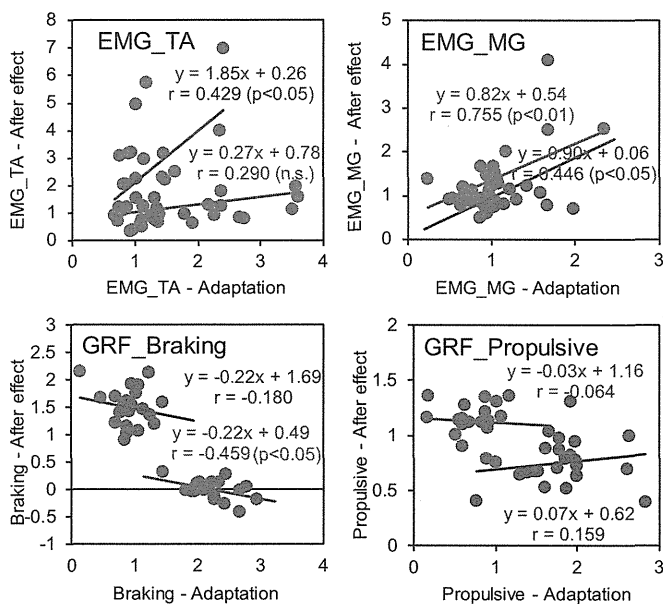 EMG_TA
y = 1.85x + 0.26
r = 0.429 (p<0.05)
y = 0.27x + 0.78
r = 0.290 (n.s.)
EMG_TA - After effect
8
7
6
5
4
3
2
1
0
0
1
2
3
4
EMG_TA - Adaptation
EMG_MG
y = 0.82x + 0.54
r = 0.755 (p<0.01)
y = 0.90x + 0.06
r = 0.446 (p<0.05)
EMG_MG - After effect
5
4
3
2
1
0
0
1
2
3
EMG_MG - Adaptation
GRF_Braking
y = -0.22x + 1.69
r = -0.180
y = -0.22x + 0.49
r = -0.459 (p<0.05)
Braking - After effect
3
2.5
2
1.5
1
0.5
0
-0.5
-1
0
1
2
3
4
Braking - Adaptation
GRF_Propulsive
y = -0.03x + 1.16
r = -0.064
y = 0.07x + 0.62
r = 0.159
Propulsive - After effect
2
1.5
1
0.5
0
0
1
2
3
Propulsive - Adaptation